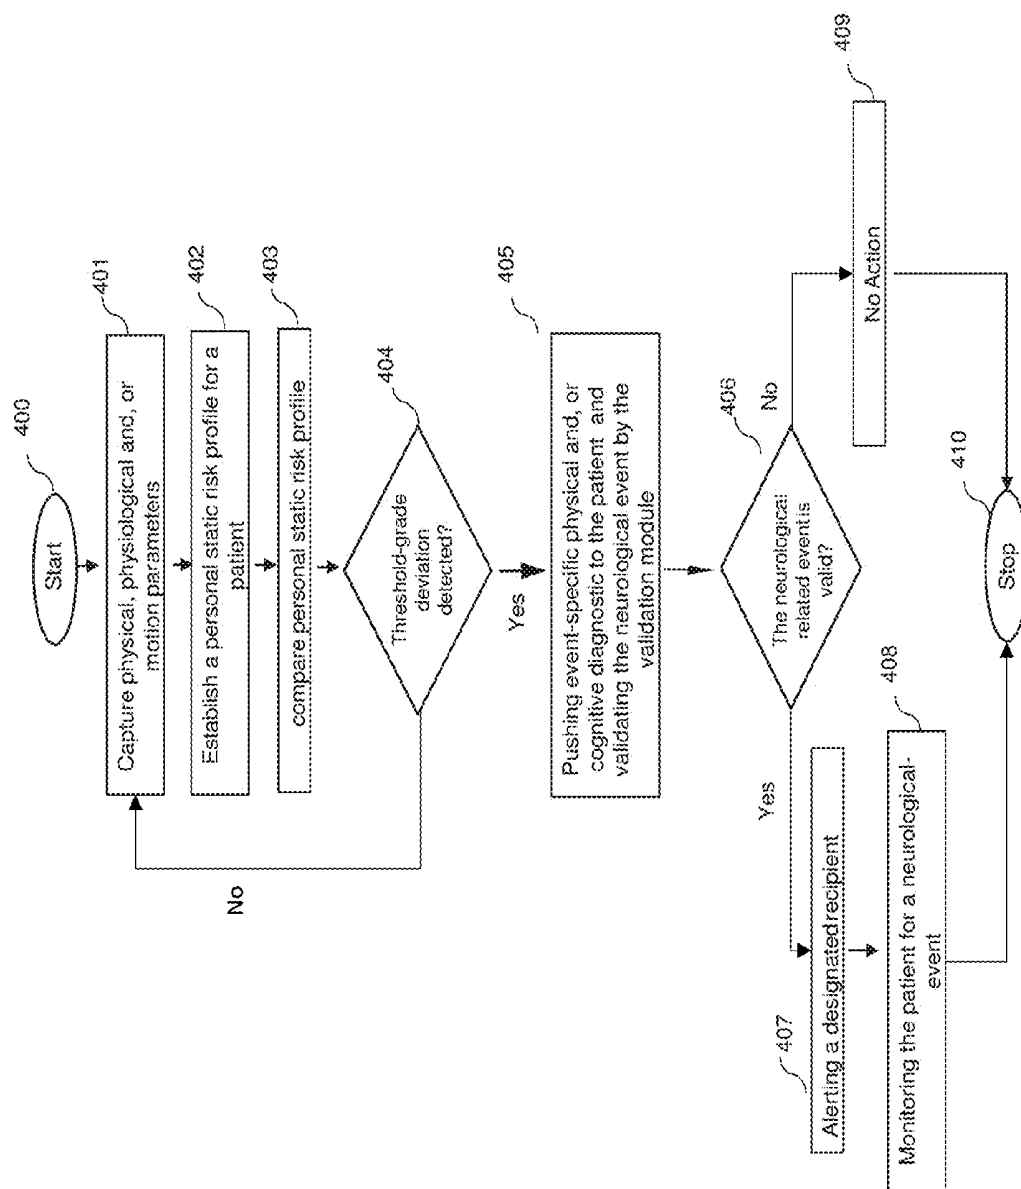 400
Start
401
Capture physical, physiological and, or
motion parameters
402
Establish a personal static risk profile for a
patient
403
compare personal static risk profile
404
Threshold-grade
deviation
detected?
No
Yes
405
Pushing event-specific physical and, or
cognitive diagnostic to the patient and
validating the neurological event by the
validation module
406
The neurological
related event is
valid?
Yes
No
407
Alerting a designated recipient
408
Monitoring the patient for a neurological-
event
409
No Action
410
Stop